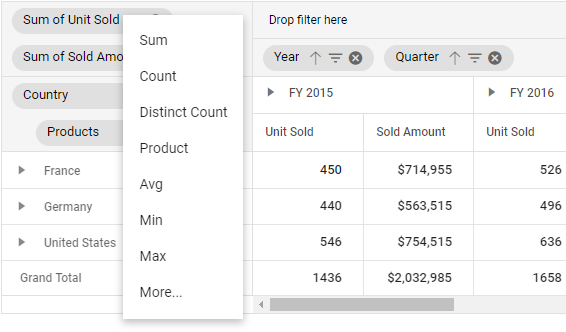 Sum of Unit Sold
Drop filter here
Sum of Sold Amo
Year Quarter
Country
FY 2015 FY 2016
Products
Unit Sold Sold Amount Unit Sold
France 450 $714,955 526
Germany 440 $563,515 496
United States 546 $754,515 636
Grand Total 1436 $2,032,985 1658
Sum
Count
Distinct Count
Product
Avg
Min
Max
More...